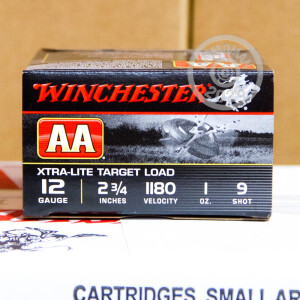 WINCHESTER
AA
XTRA-LITE TARGET LOAD
12 2 3/4 1180 1 9
GAUGE INCHES VELOCITY OZ. SHOT
CARTRIDGES, SMALL AR